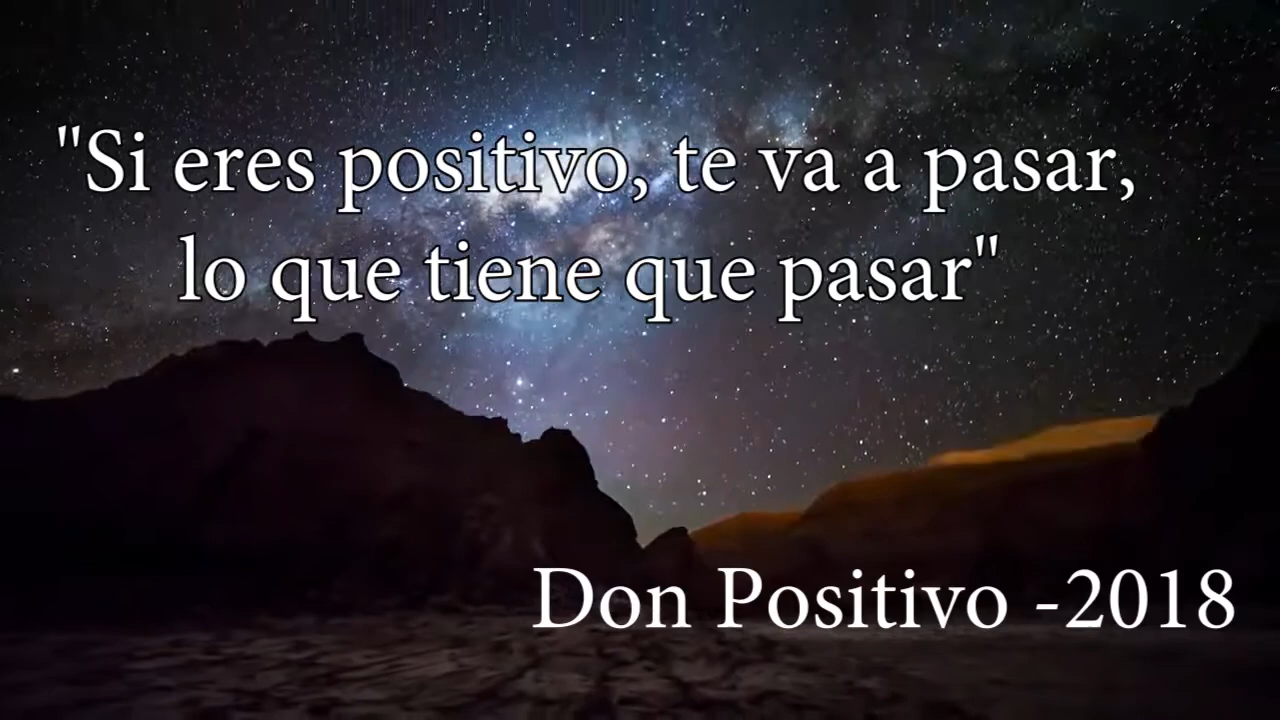 "Si eres positivo, te va a pasar,
lo que tiene que pasar"
Don Positivo -2018